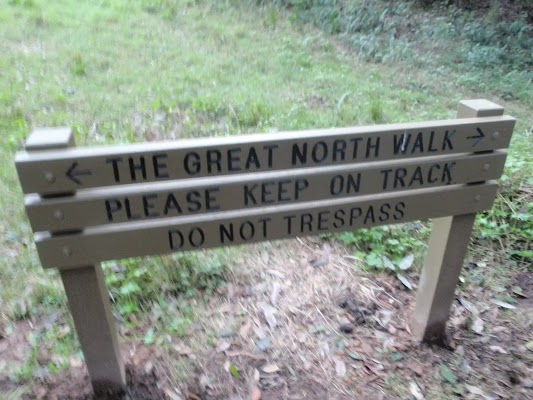 ← THE GREAT NORTH WALK →
PLEASE KEEP ON TRACK
DO NOT TRESPASS